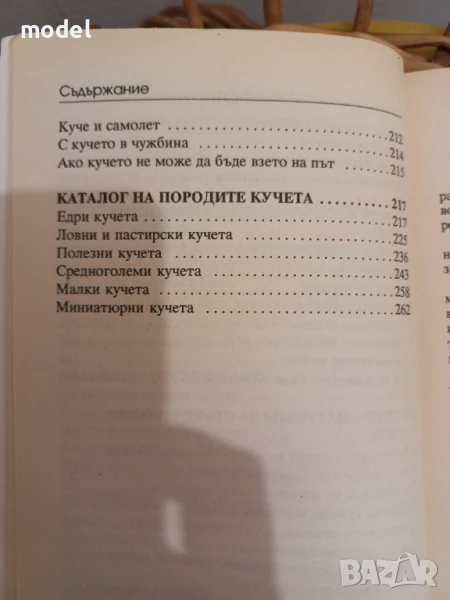 model
Съдържание
Куче и самолет ........ 212
С кучето в чужбина ........ 214
Ако кучето не може да бъде взето на път ........ 215
КАТАЛОГ НА ПОРОДИТЕ КУЧЕТА ........ 217
Едри кучета ........ 217
Ловни и пастирски кучета ........ 225
Полезни кучета ........ 236
Средноголеми кучета ........ 243
Малки кучета ........ 258
Миниатюрни кучета ........ 262
BAZAR